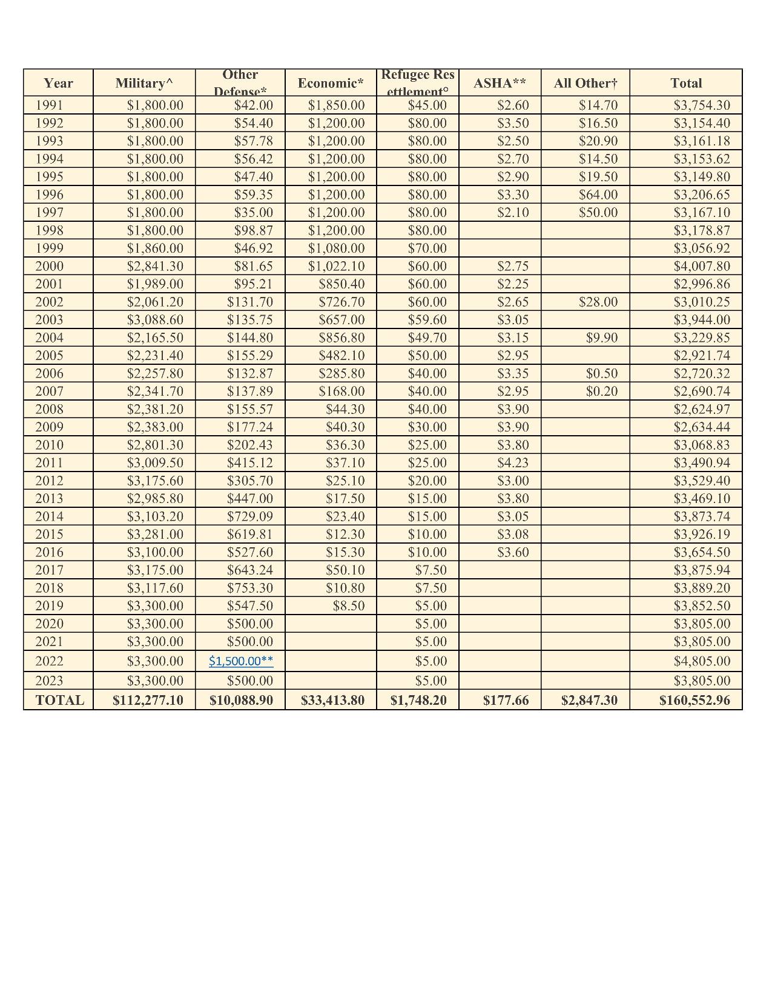 Year Military^ Other Defense* Economic* Refugee Res ettlement° ASHA** All Other† Total
1991 $1,800.00 $42.00 $1,850.00 $45.00 $2.60 $14.70 $3,754.30
1992 $1,800.00 $54.40 $1,200.00 $80.00 $3.50 $16.50 $3,154.40
1993 $1,800.00 $57.78 $1,200.00 $80.00 $2.50 $20.90 $3,161.18
1994 $1,800.00 $56.42 $1,200.00 $80.00 $2.70 $14.50 $3,153.62
1995 $1,800.00 $47.40 $1,200.00 $80.00 $2.90 $19.50 $3,149.80
1996 $1,800.00 $59.35 $1,200.00 $80.00 $3.30 $64.00 $3,206.65
1997 $1,800.00 $35.00 $1,200.00 $80.00 $2.10 $50.00 $3,167.10
1998 $1,800.00 $98.87 $1,200.00 $80.00 $3,178.87
1999 $1,860.00 $46.92 $1,080.00 $70.00 $3,056.92
2000 $2,841.30 $81.65 $1,022.10 $60.00 $2.75 $4,007.80
2001 $1,989.00 $95.21 $850.40 $60.00 $2.25 $2,996.86
2002 $2,061.20 $131.70 $726.70 $60.00 $2.65 $28.00 $3,010.25
2003 $3,088.60 $135.75 $657.00 $59.60 $3.05 $3,944.00
2004 $2,165.50 $144.80 $856.80 $49.70 $3.15 $9.90 $3,229.85
2005 $2,231.40 $155.29 $482.10 $50.00 $2.95 $2,921.74
2006 $2,257.80 $132.87 $285.80 $40.00 $3.35 $0.50 $2,720.32
2007 $2,341.70 $137.89 $168.00 $40.00 $2.95 $0.20 $2,690.74
2008 $2,381.20 $155.57 $44.30 $40.00 $3.90 $2,624.97
2009 $2,383.00 $177.24 $40.30 $30.00 $3.90 $2,634.44
2010 $2,801.30 $202.43 $36.30 $25.00 $3.80 $3,068.83
2011 $3,009.50 $415.12 $37.10 $25.00 $4.23 $3,490.94
2012 $3,175.60 $305.70 $25.10 $20.00 $3.00 $3,529.40
2013 $2,985.80 $447.00 $17.50 $15.00 $3.80 $3,469.10
2014 $3,103.20 $729.09 $23.40 $15.00 $3.05 $3,873.74
2015 $3,281.00 $619.81 $12.30 $10.00 $3.08 $3,926.19
2016 $3,100.00 $527.60 $15.30 $10.00 $3.60 $3,654.50
2017 $3,175.00 $643.24 $50.10 $7.50 $3,875.94
2018 $3,117.60 $753.30 $10.80 $7.50 $3,889.20
2019 $3,300.00 $547.50 $8.50 $5.00 $3,852.50
2020 $3,300.00 $500.00 $5.00 $3,805.00
2021 $3,300.00 $500.00 $5.00 $3,805.00
2022 $3,300.00 $1,500.00** $5.00 $4,805.00
2023 $3,300.00 $500.00 $5.00 $3,805.00
TOTAL $112,277.10 $10,088.90 $33,413.80 $1,748.20 $177.66 $2,847.30 $160,552.96